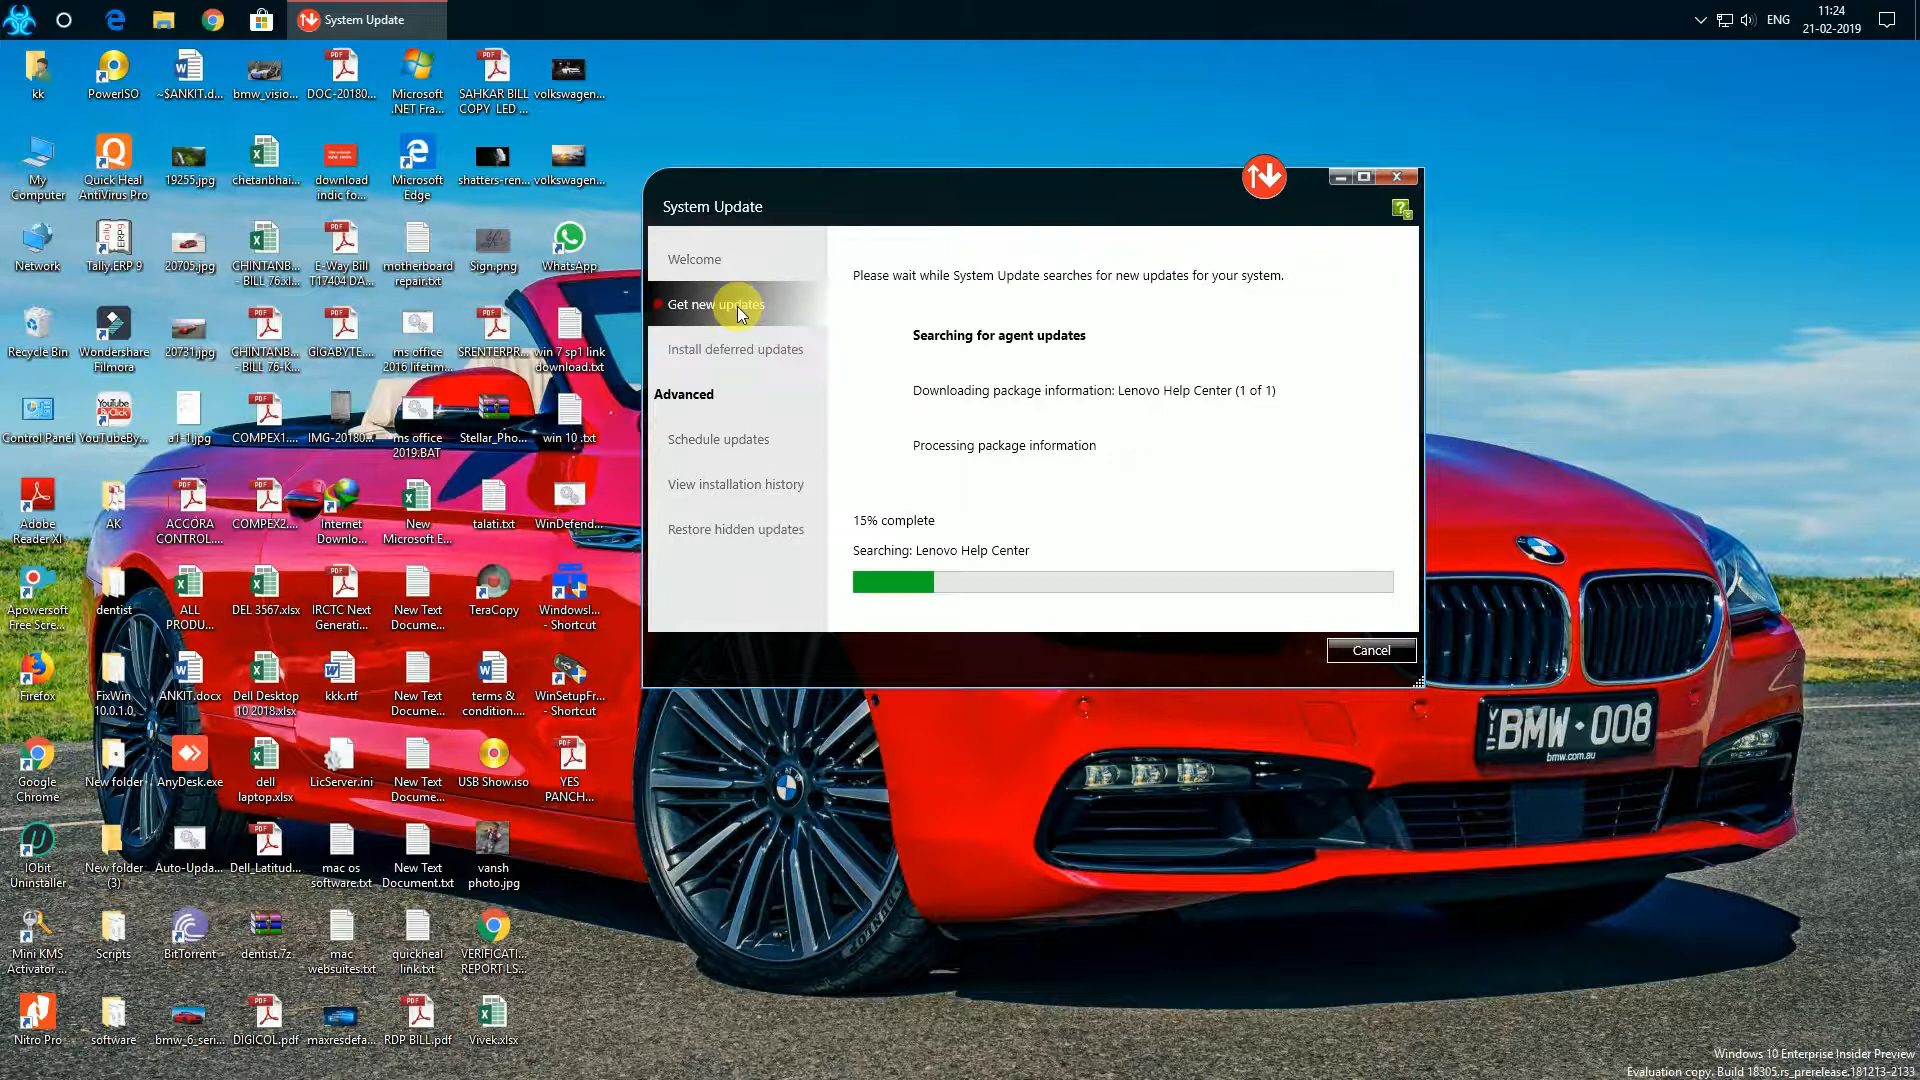 System Update
ENG
11:24
21-02-2019
kk
PowerISO
~$ANKIT.d...
bmw_visio...
DOC-20180...
Microsoft
.NET Fra...
SAHKAR BILL
COPY LED ...
volkswagen...
My
Computer
Quick Heal
AntiVirus Pro
19255.jpg
chetanbhai...
download
indic fo...
Microsoft
Edge
shatters-ren...
volkswagen...
Network
Tally.ERP 9
20705.jpg
CHINTANB...
- BILL 76.xl...
E-Way Bill
T17404 DA...
motherboard
repair.txt
Sign.png
WhatsApp
Recycle Bin
Wondershare
Filmora
20731.jpg
CHINTANB...
- BILL 76-K...
GIGABYTE....
ms office
2016 lifetim...
SRENTERPR...
win 7 sp1 link
download.txt
Control Panel
YouTubeBy...
a1-1.jpg
COMPEX1....
IMG-20180...
ms office
2019.BAT
Stellar_Pho...
win 10 .txt
Adobe
Reader XI
AK
ACCORA
CONTROL....
COMPEX2....
Internet
Downlo...
New
Microsoft E...
talati.txt
WinDefend...
Apowersoft
Free Scre...
dentist
ALL
PRODU...
DEL 3567.xlsx
IRCTC Next
Generati...
New Text
Docume...
TeraCopy
WindowsI...
- Shortcut
Firefox
FixWin
10.0.1.0
ANKIT.docx
Dell Desktop
10 2018.xlsx
kkk.rtf
New Text
Docume...
terms &
condition....
WinSetupFr...
- Shortcut
Google
Chrome
New folder
AnyDesk.exe
dell
laptop.xlsx
LicServer.ini
New Text
Docume...
USB Show.iso
YES
PANCH...
IObit
Uninstaller
New folder
(3)
Auto-Upda...
Dell_Latitud...
mac os
software.txt
New Text
Document.txt
vansh
photo.jpg
Mini KMS
Activator ...
Scripts
BitTorrent
dentist.7z
mac
websuites.txt
quickheal
link.txt
VERIFICATI...
REPORT LS...
Nitro Pro
software
bmw_6_seri...
DIGICOL.pdf
maxresdefa...
RDP BILL.pdf
Vivek.xlsx
System Update
Welcome
Get new updates
Install deferred updates
Advanced
Schedule updates
View installation history
Restore hidden updates
Please wait while System Update searches for new updates for your system.
Searching for agent updates
Downloading package information: Lenovo Help Center (1 of 1)
Processing package information
15% complete
Searching: Lenovo Help Center
Cancel
BMW·008
bmw.com.au
Windows 10 Enterprise Insider Preview
Evaluation copy. Build 18305.rs_prerelease.181213-2133